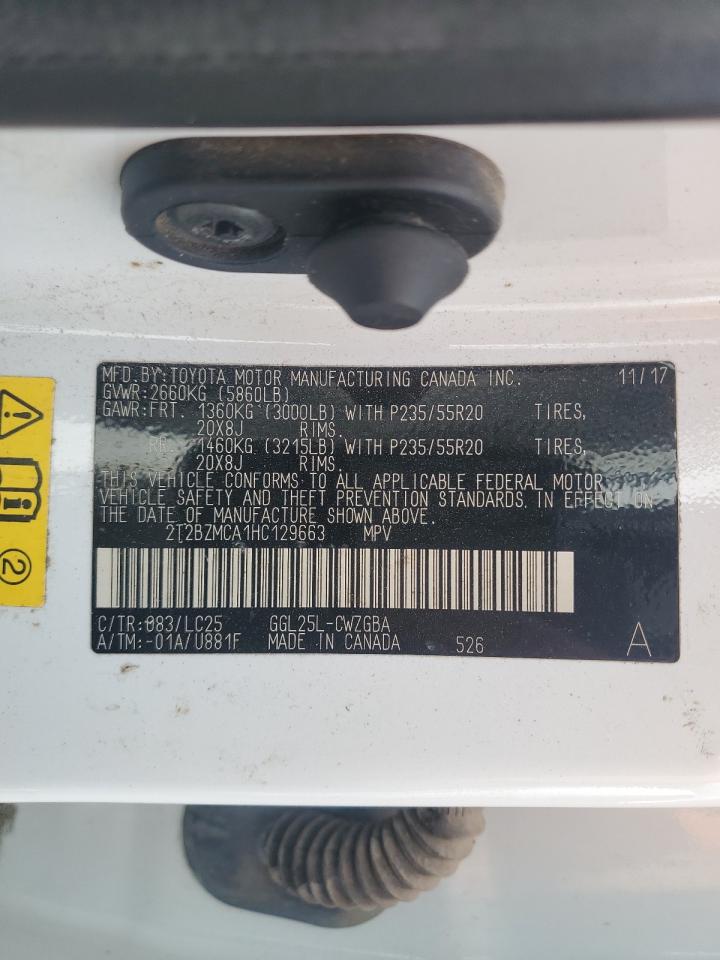 MFD.BY:TOYOTA MOTOR MANUFACTURING CANADA INC. 11/17
GVWR:2660KG (5860LB)
GAWR:FRT. 1360KG (3000LB) WITH P235/55R20 TIRES,
20X8J RIMS.
RR. 1460KG (3215LB) WITH P235/55R20 TIRES,
20X8J RIMS.
THIS VEHICLE CONFORMS TO ALL APPLICABLE FEDERAL MOTOR
VEHICLE SAFETY AND THEFT PREVENTION STANDARDS IN EFFECT ON
THE DATE OF MANUFACTURE SHOWN ABOVE.
2T2BZMCA1HC129663 MPV
C/TR:083/LC25 GGL25L-CWZGBA
A/TM:-01A/U881F MADE IN CANADA 526 A
2